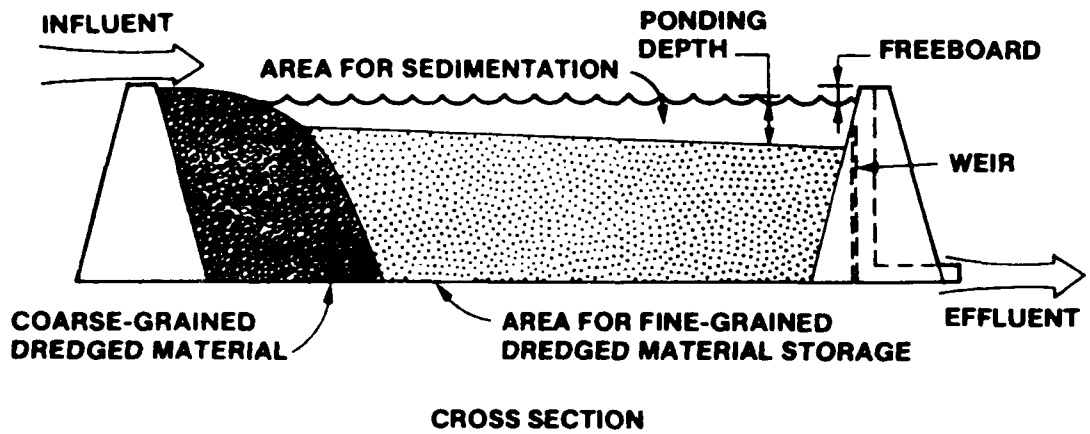 INFLUENT
PONDING
DEPTH
FREEBOARD
AREA FOR SEDIMENTATION
WEIR
COARSE-GRAINED
DREDGED MATERIAL
AREA FOR FINE-GRAINED
DREDGED MATERIAL STORAGE
EFFLUENT
CROSS SECTION